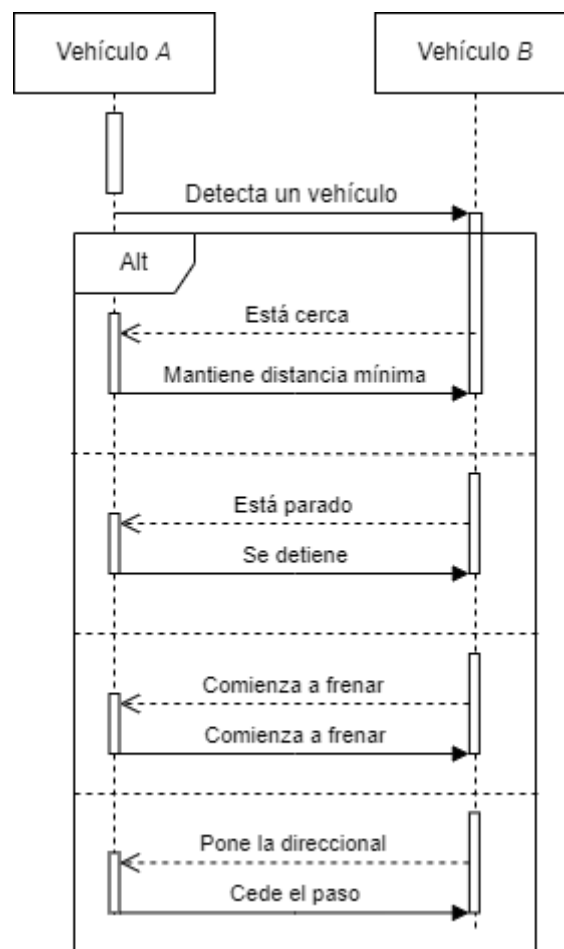 Vehículo A
Vehículo B
Detecta un vehículo
Alt
Está cerca
Mantiene distancia mínima
Está parado
Se detiene
Comienza a frenar
Comienza a frenar
Pone la direccional
Cede el paso